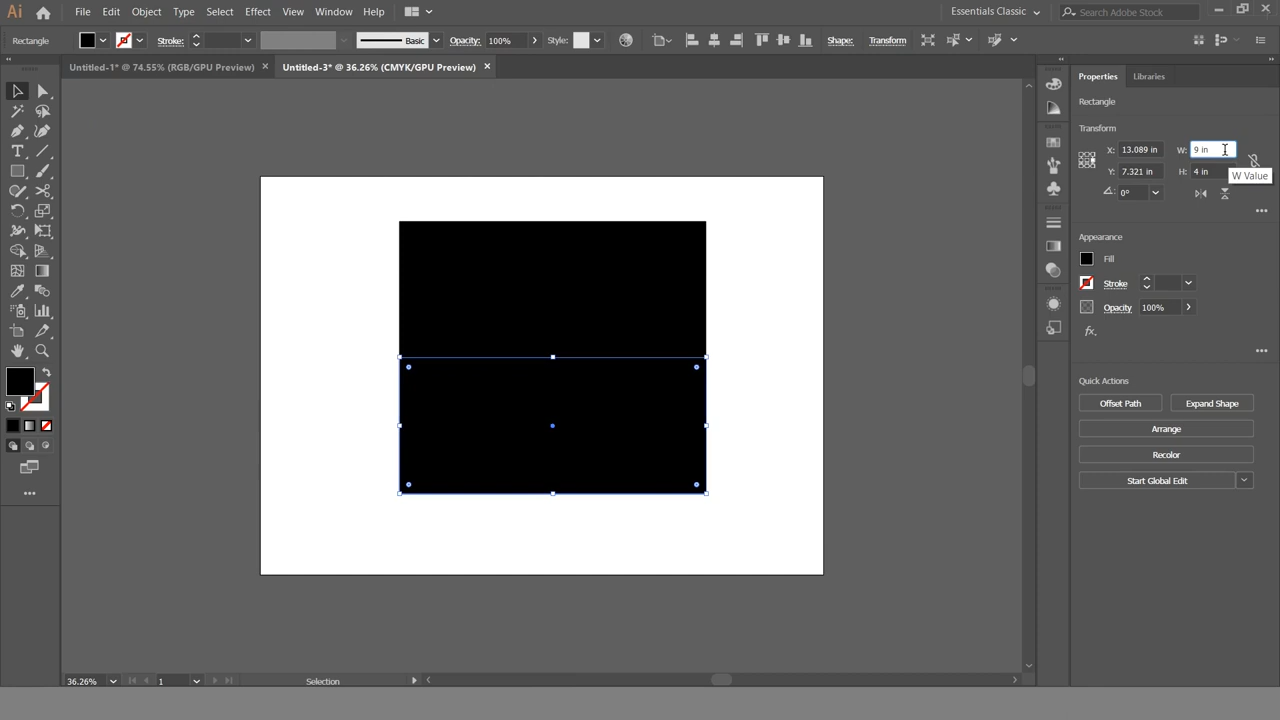 Ai File Edit Object Type Select Effect View Window Help Essentials Classic Search Adobe Stock
Rectangle Stroke: Basic Opacity: 100% Style: Shape: Transform
Untitled-1* @ 74.55% (RGB/GPU Preview) × Untitled-3* @ 36.26% (CMYK/GPU Preview) ×
Properties Libraries
Rectangle
Transform
X: 13.089 in W: 9 in
Y: 7.321 in H: 4 in
W Value
0°
Appearance
Fill
Stroke
Opacity 100%
fx.
Quick Actions
Offset Path Expand Shape
Arrange
Recolor
Start Global Edit
36.26% 1 Selection